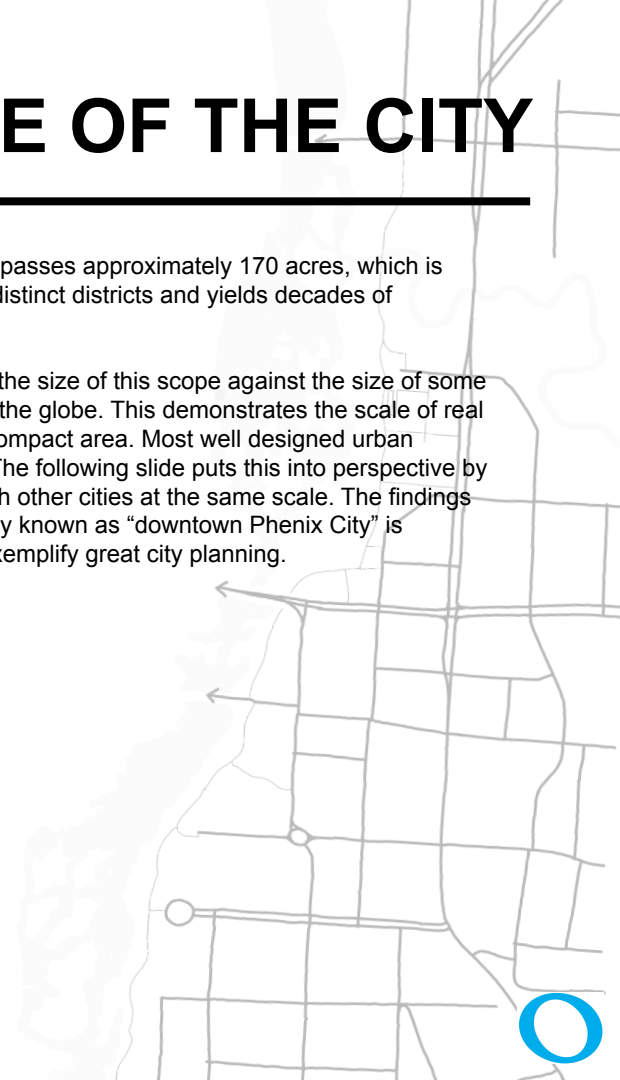 E OF THE CITY
passes approximately 170 acres, which is
distinct districts and yields decades of
the size of this scope against the size of some
the globe. This demonstrates the scale of real
ompact area. Most well designed urban
The following slide puts this into perspective by
h other cities at the same scale. The findings
y known as “downtown Phenix City” is
xemplify great city planning.